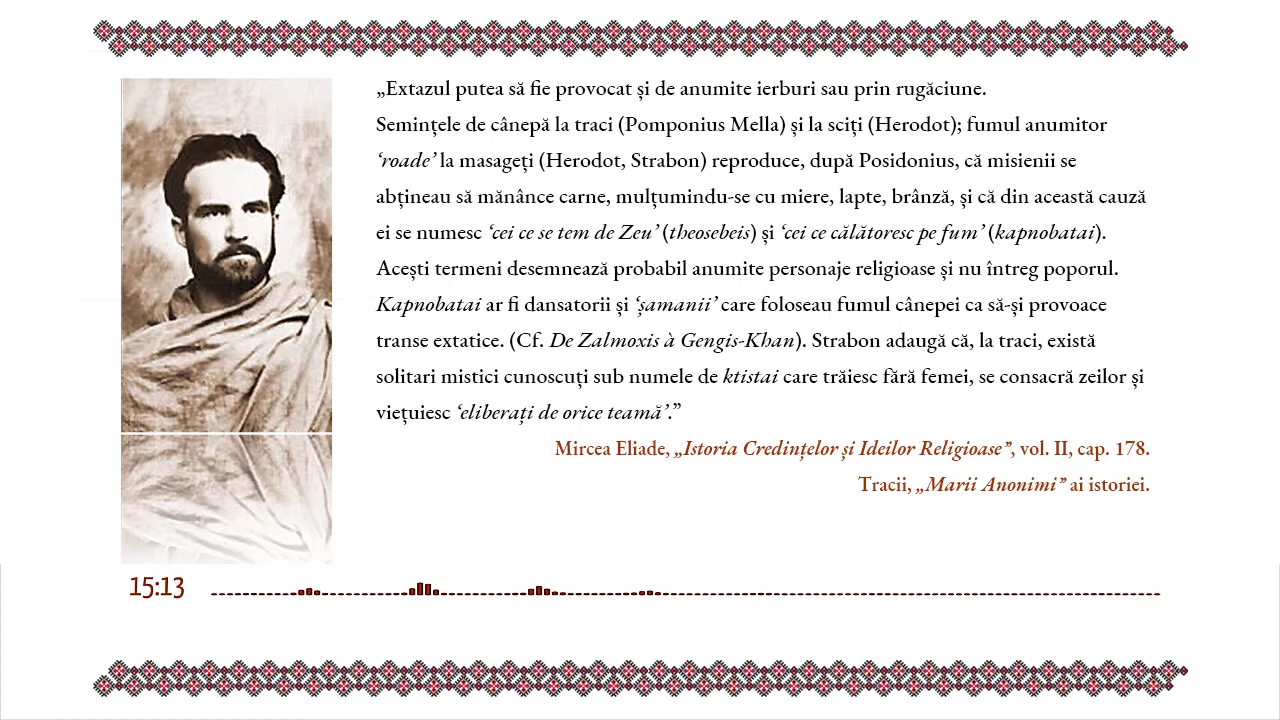 „Extazul putea să fie provocat și de anumite ierburi sau prin rugăciune.
Semințele de cânepă la traci (Pomponius Mella) și la sciți (Herodot); fumul anumitor
‘roade’ la masageți (Herodot, Strabon) reproduce, după Posidonius, că misienii se
abțineau să mănânce carne, mulțumindu-se cu miere, lapte, brânză, și că din această cauză
ei se numesc ‘cei ce se tem de Zeu’ (theosebeis) și ‘cei ce călătoresc pe fum’ (kapnobatai).
Acești termeni desemnează probabil anumite personaje religioase și nu întreg poporul.
Kapnobatai ar fi dansatorii și ‘șamanii’ care foloseau fumul cânepei ca să-și provoace
transe extatice. (Cf. De Zalmoxis à Gengis-Khan). Strabon adaugă că, la traci, există
solitari mistici cunoscuți sub numele de ktistai care trăiesc fără femei, se consacră zeilor și
viețuiesc ‘eliberați de orice teamă’.”
Mircea Eliade, „Istoria Credințelor și Ideilor Religioase”, vol. II, cap. 178.
Tracii, „Marii Anonimi” ai istoriei.
15:13